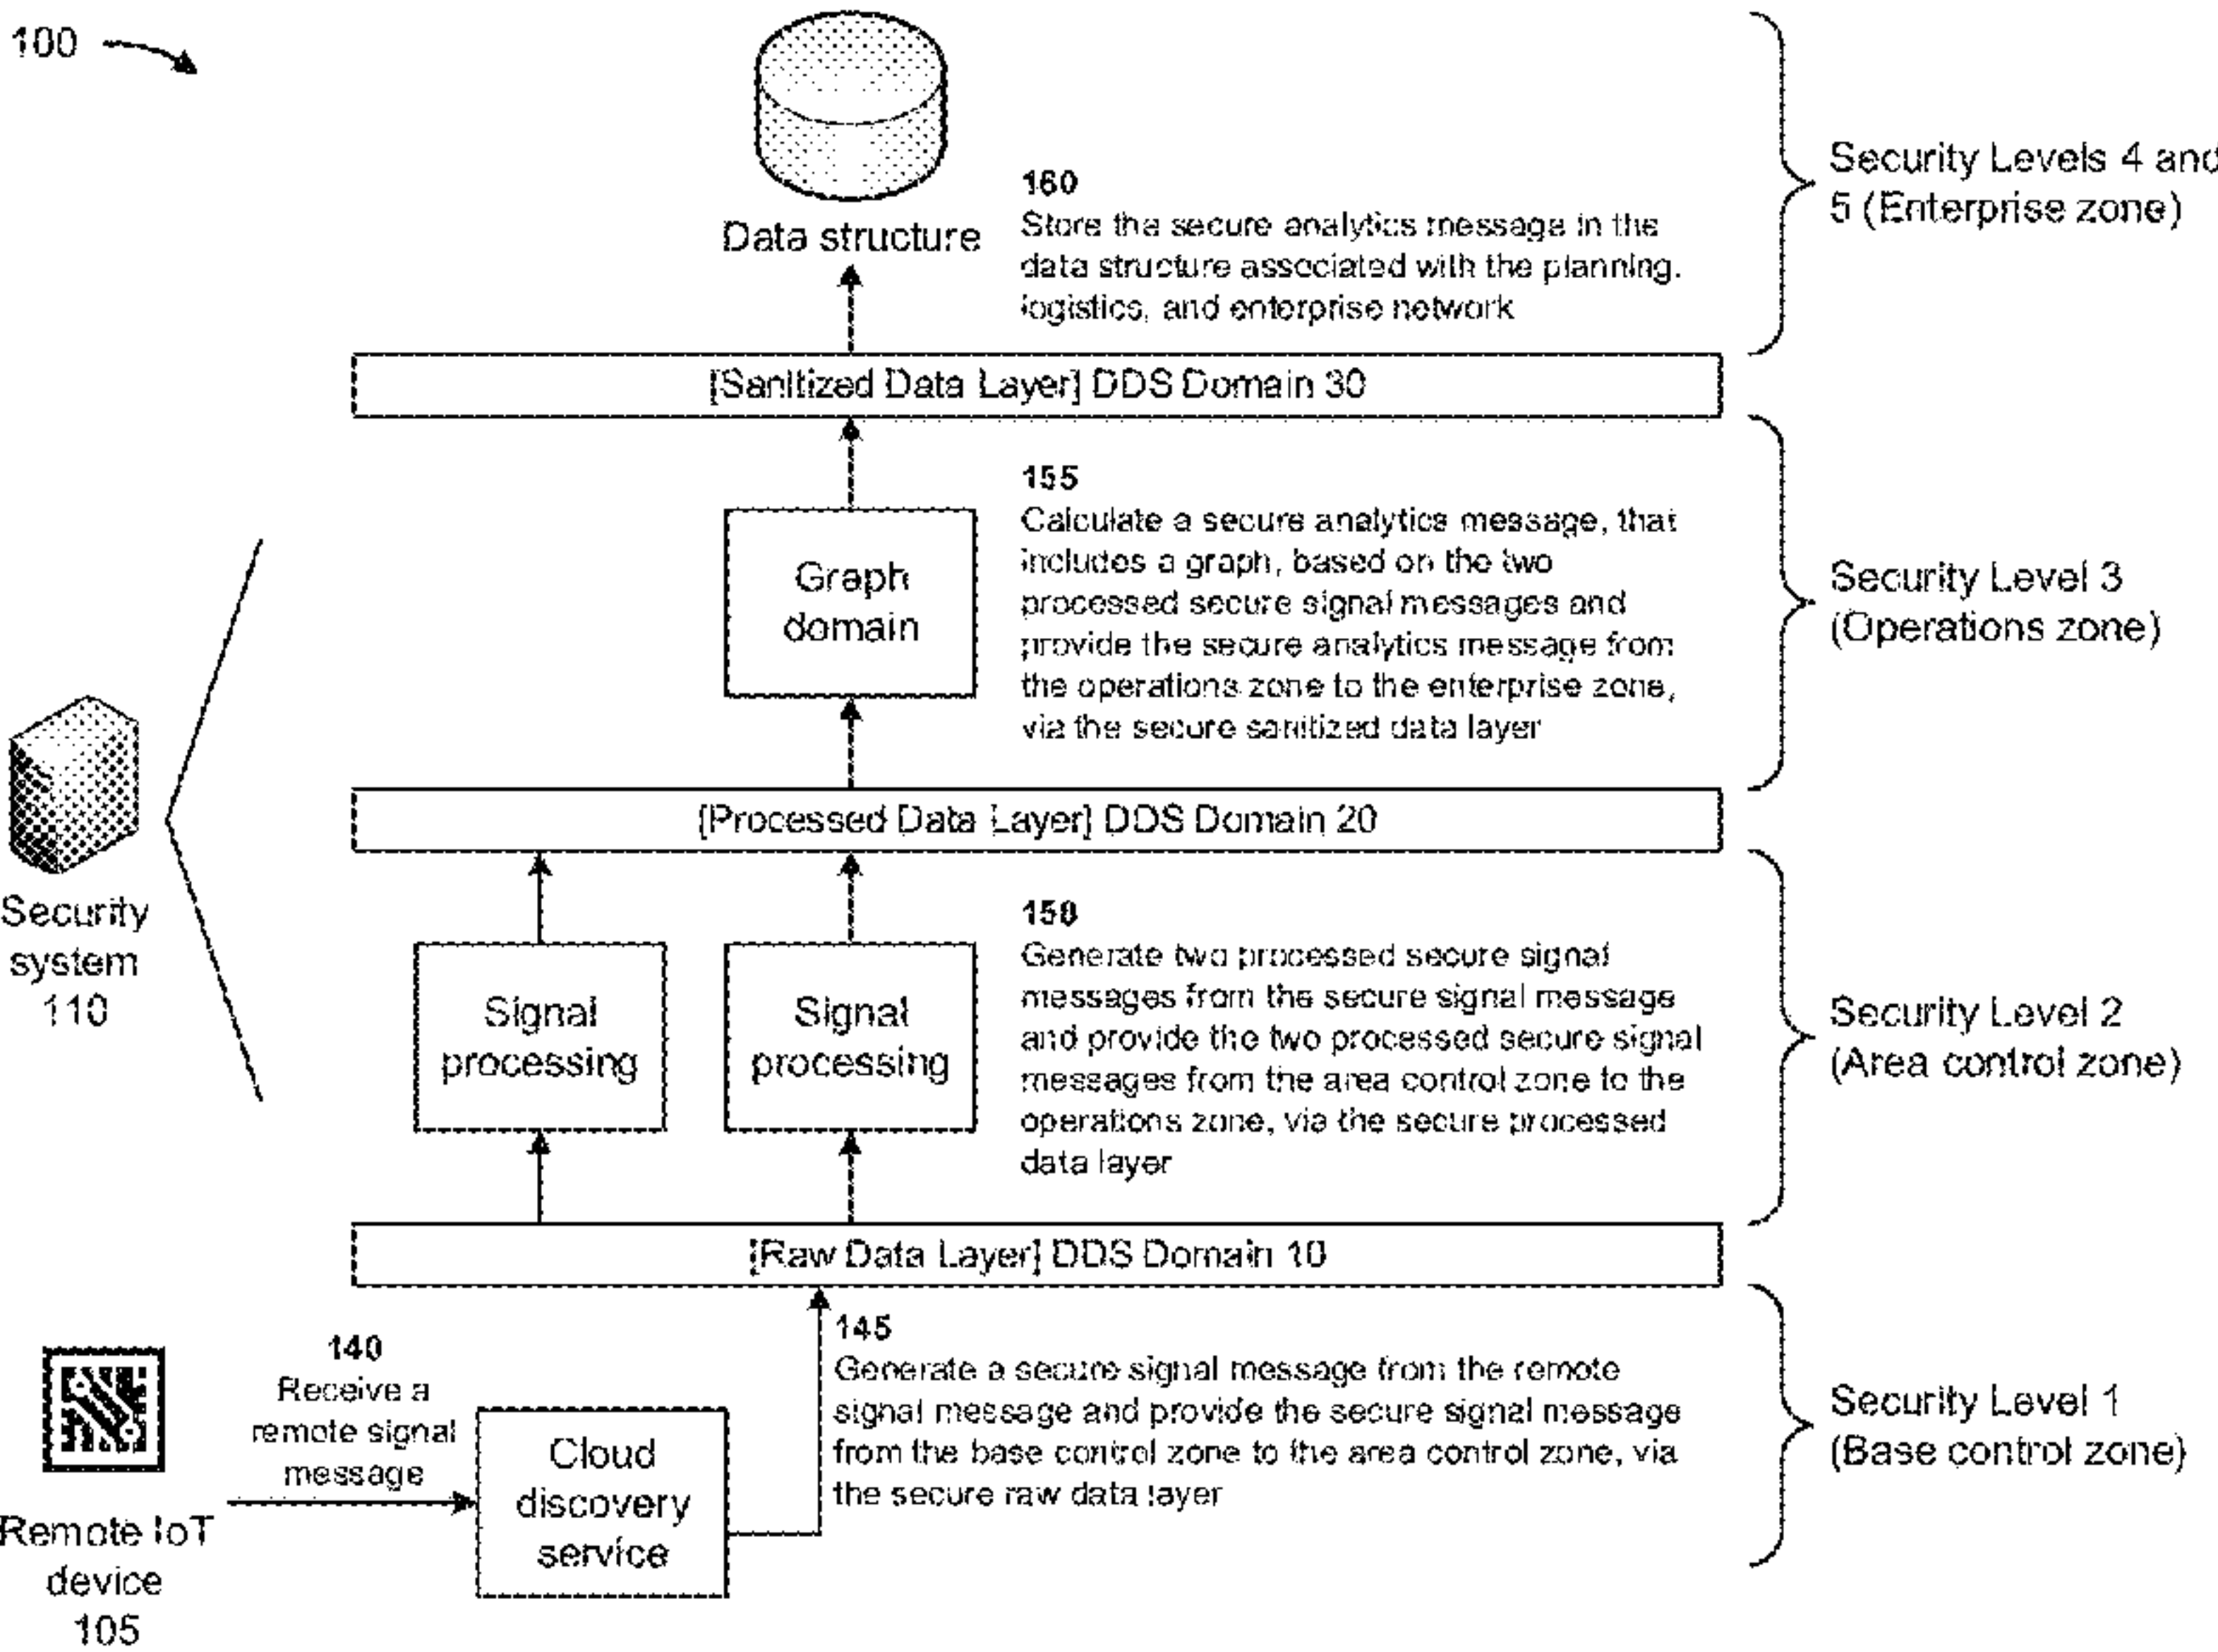 100
Data structure
160
Store the secure analytics message in the
data structure associated with the planning,
logistics, and enterprise network
Security Levels 4 and
5 (Enterprise zone)
[Sanitized Data Layer] DDS Domain 30
Graph
domain
155
Calculate a secure analytics message, that
includes a graph, based on the two
processed secure signal messages and
provide the secure analytics message from
the operations zone to the enterprise zone,
via the secure sanitized data layer
Security Level 3
(Operations zone)
[Processed Data Layer] DDS Domain 20
Security
system
110
Signal
processing
Signal
processing
150
Generate two processed secure signal
messages from the secure signal message
and provide the two processed secure signal
messages from the area control zone to the
operations zone, via the secure processed
data layer
Security Level 2
(Area control zone)
[Raw Data Layer] DDS Domain 10
Remote IoT
device
105
140
Receive a
remote signal
message
Cloud
discovery
service
145
Generate a secure signal message from the remote
signal message and provide the secure signal message
from the base control zone to the area control zone, via
the secure raw data layer
Security Level 1
(Base control zone)